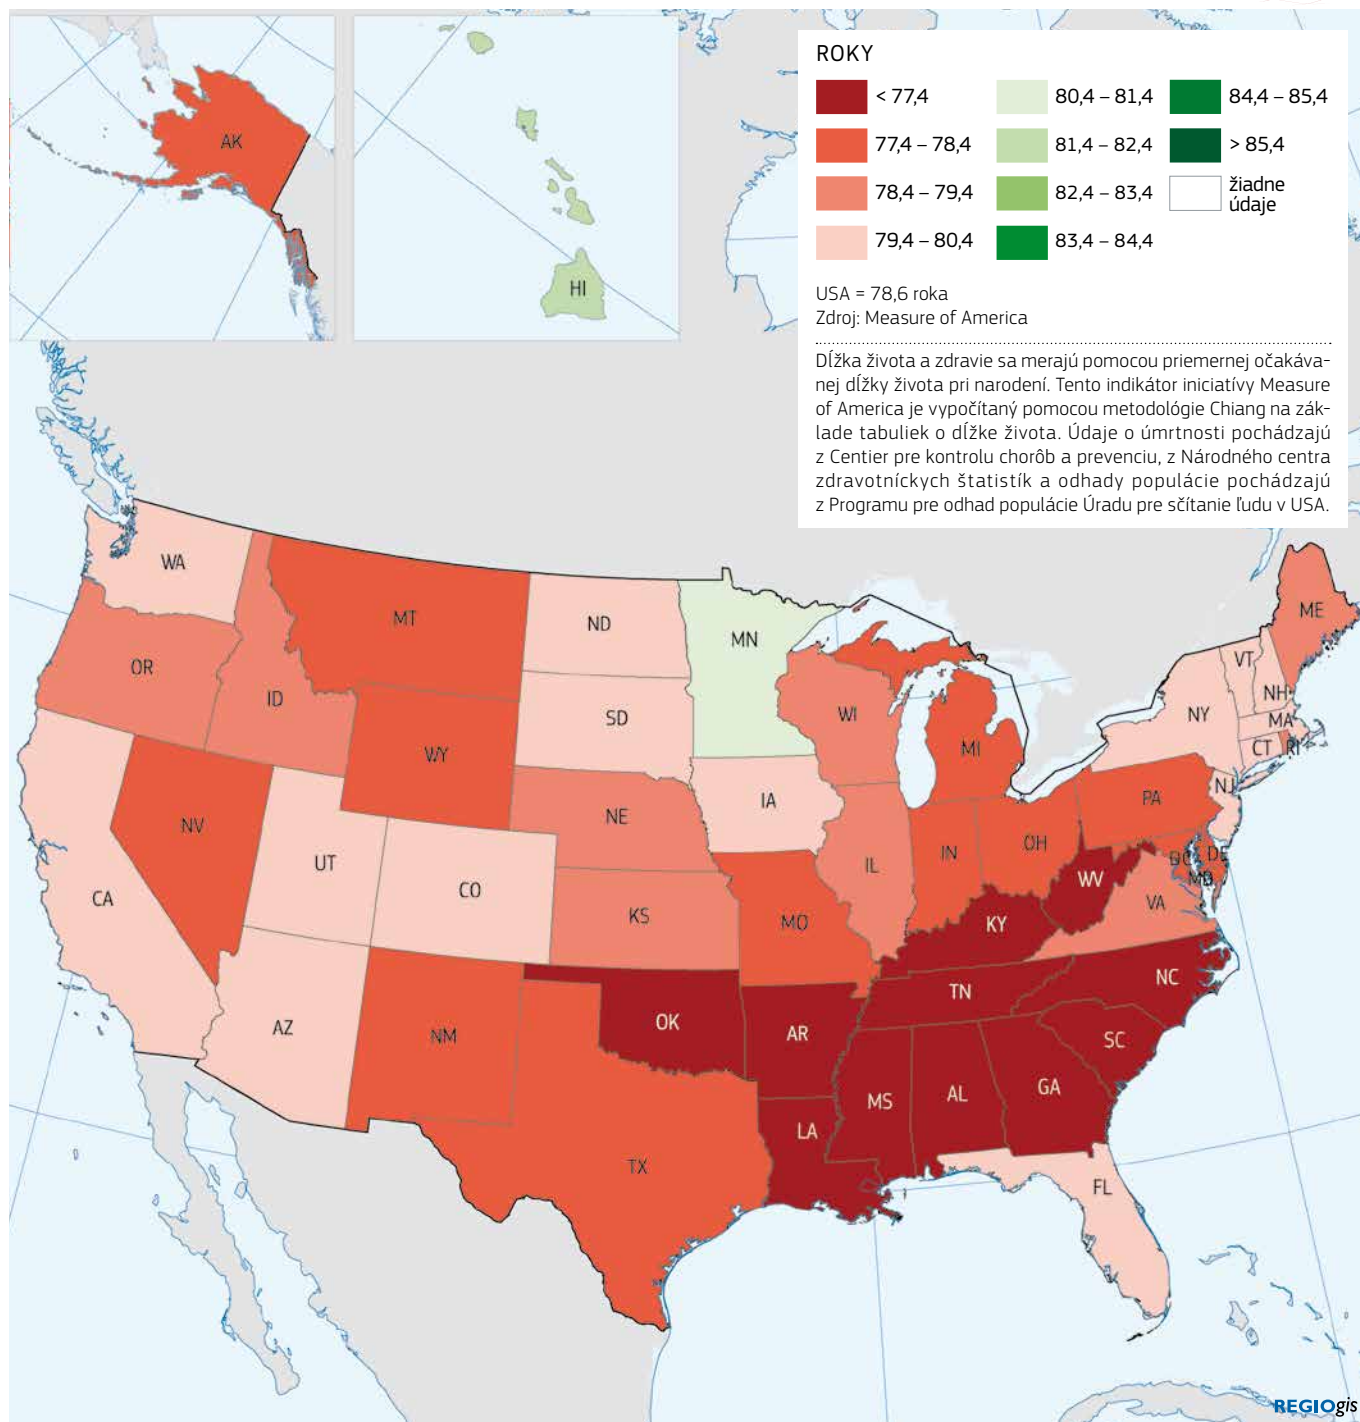 ROKY
< 77,4
77,4 – 78,4
78,4 – 79,4
79,4 – 80,4
80,4 – 81,4
81,4 – 82,4
82,4 – 83,4
83,4 – 84,4
84,4 – 85,4
> 85,4
žiadne
údaje
USA = 78,6 roka
Zdroj: Measure of America
Dĺžka života a zdravie sa merajú pomocou priemernej očakáva-
nej dĺžky života pri narodení. Tento indikátor iniciatívy Measure
of America je vypočítaný pomocou metodológie Chiang na zák-
lade tabuliek o dĺžke života. Údaje o úmrtnosti pochádzajú
z Centier pre kontrolu chorôb a prevenciu, z Národného centra
zdravotníckych štatistík a odhady populácie pochádzajú
z Programu pre odhad populácie Úradu pre sčítanie ľudu v USA.
AK
HI
WA
MT
ND
MN
ME
OR
ID
SD
WI
VT
NH
NY
MA
WY
MI
CT
RI
NV
NE
IA
PA
NJ
UT
CO
IL
IN
OH
DC
DE
MD
CA
KS
MO
WV
VA
KY
AZ
NM
OK
AR
TN
NC
SC
MS
AL
GA
LA
TX
FL
REGIOgis